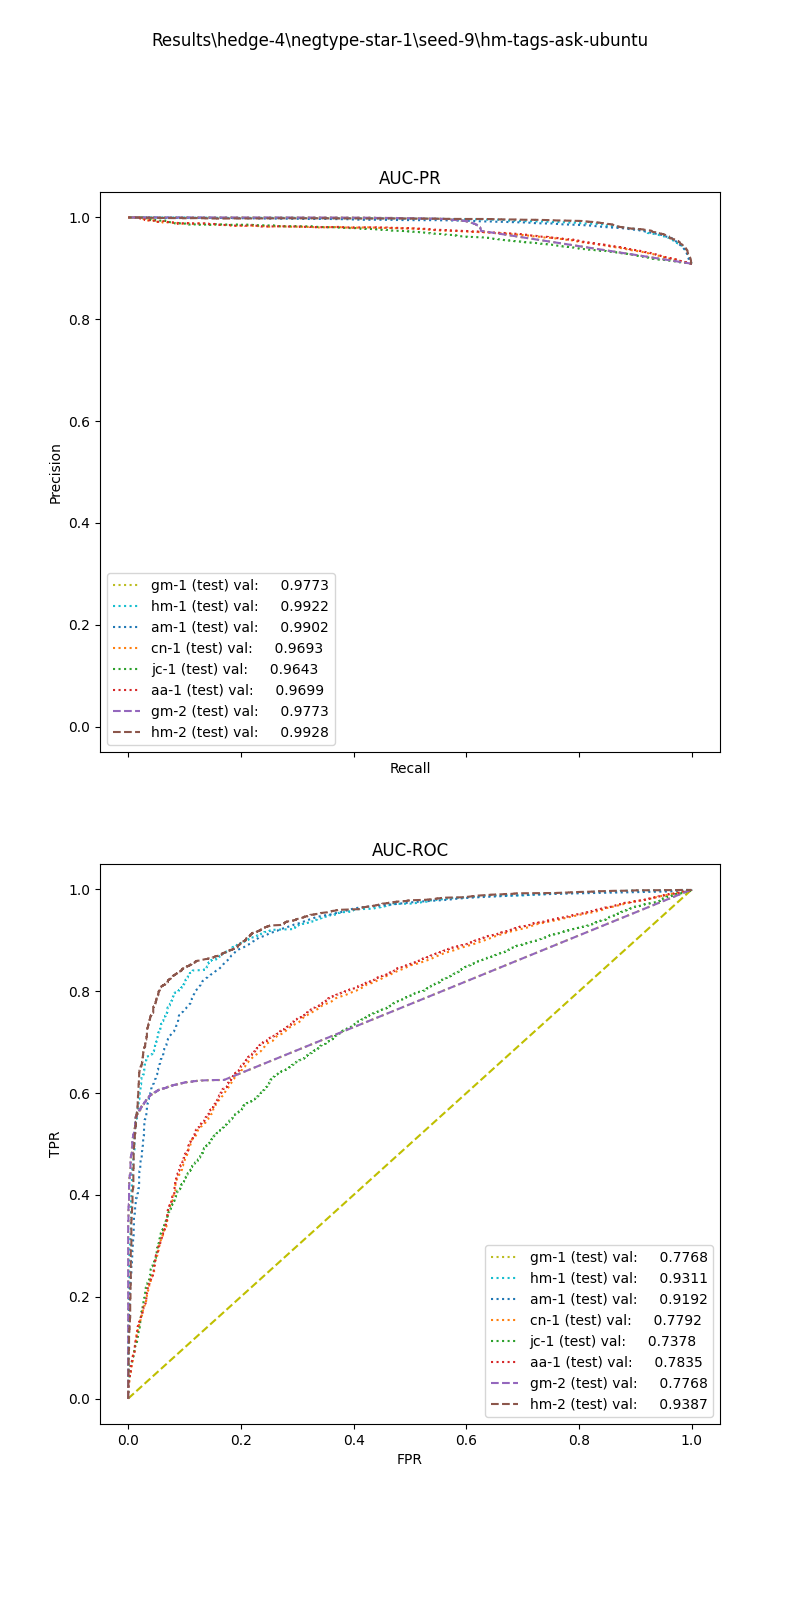 Results\hedge-4\negtype-star-1\seed-9\hm-tags-ask-ubuntu
AUC-PR
1.0
0.8
0.6
0.4
0.2
0.0
Precision
gm-1 (test) val: 0.9773
hm-1 (test) val: 0.9922
am-1 (test) val: 0.9902
cn-1 (test) val: 0.9693
jc-1 (test) val: 0.9643
aa-1 (test) val: 0.9699
gm-2 (test) val: 0.9773
hm-2 (test) val: 0.9928
Recall
AUC-ROC
1.0
0.8
0.6
0.4
0.2
0.0
TPR
gm-1 (test) val: 0.7768
hm-1 (test) val: 0.9311
am-1 (test) val: 0.9192
cn-1 (test) val: 0.7792
jc-1 (test) val: 0.7378
aa-1 (test) val: 0.7835
gm-2 (test) val: 0.7768
hm-2 (test) val: 0.9387
0.0 0.2 0.4 0.6 0.8 1.0
FPR